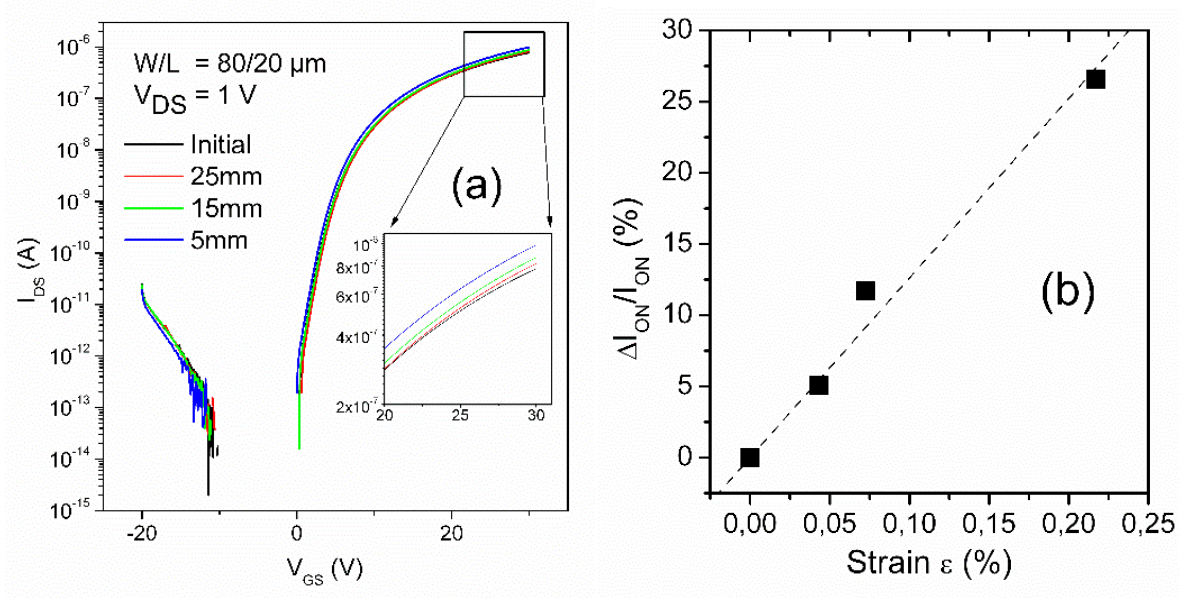 W/L = 80/20 µm
V_DS = 1 V
Initial
25mm
15mm
5mm
(a)
10^-6
10^-7
10^-8
10^-9
10^-10
10^-11
10^-12
10^-13
10^-14
10^-15
I_DS (A)
-20
0
20
V_GS (V)
10^-6
8x10^-7
6x10^-7
4x10^-7
2x10^-7
20
25
30
30
25
20
15
10
5
0
ΔI_ON/I_ON (%)
(b)
0,00
0,05
0,10
0,15
0,20
0,25
Strain ε (%)